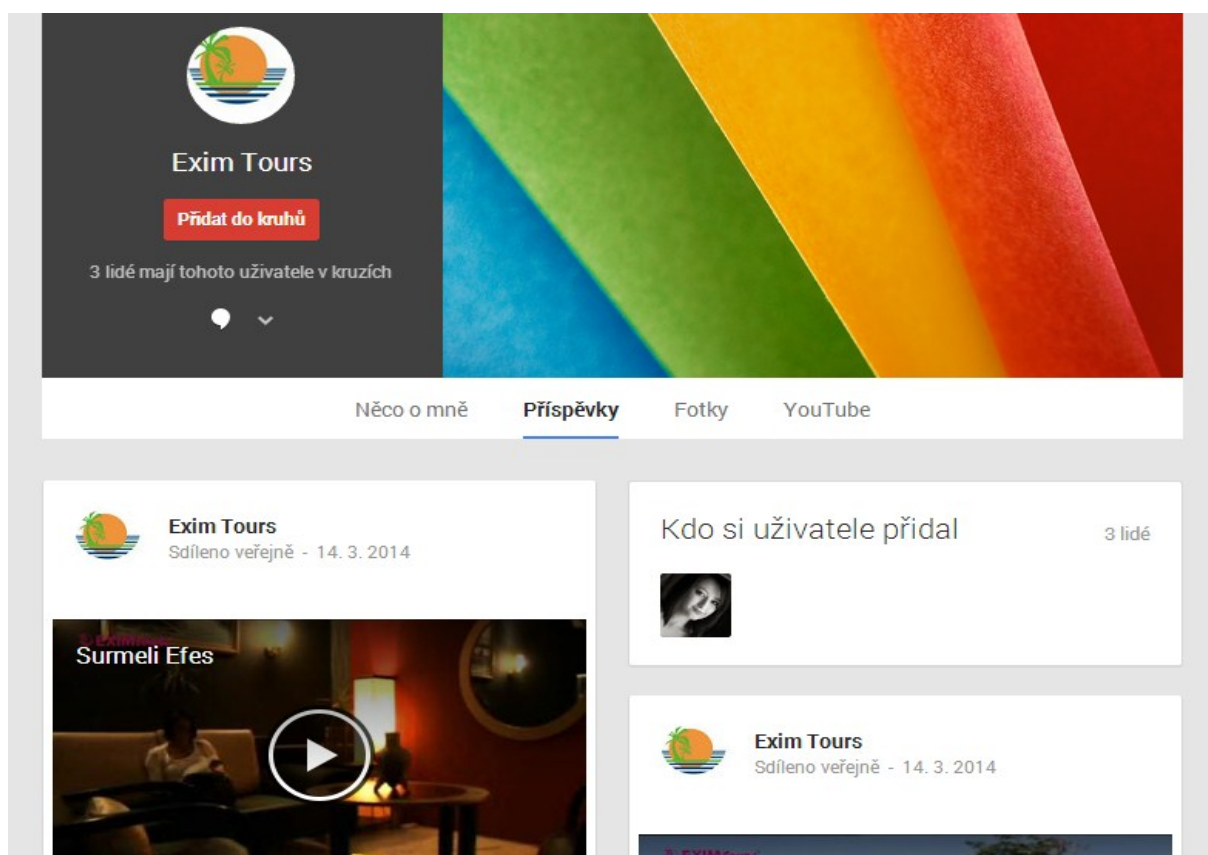 Exim Tours
Přidat do kruhů
3 lidé mají tohoto uživatele v kruzích
Něco o mně
Příspěvky
Fotky
YouTube
Exim Tours
Sdíleno veřejně - 14. 3. 2014
EXIMtours
Surmeli Efes
Kdo si uživatele přidal
3 lidé
Exim Tours
Sdíleno veřejně - 14. 3. 2014